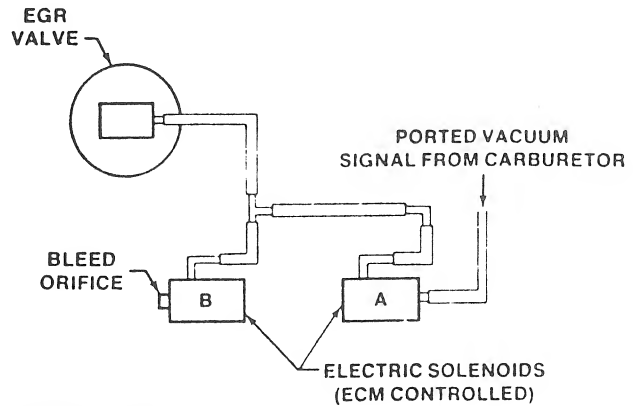 EGR
VALVE
PORTED VACUUM
SIGNAL FROM CARBURETOR
BLEED
ORIFICE
B
A
ELECTRIC SOLENOIDS
(ECM CONTROLLED)